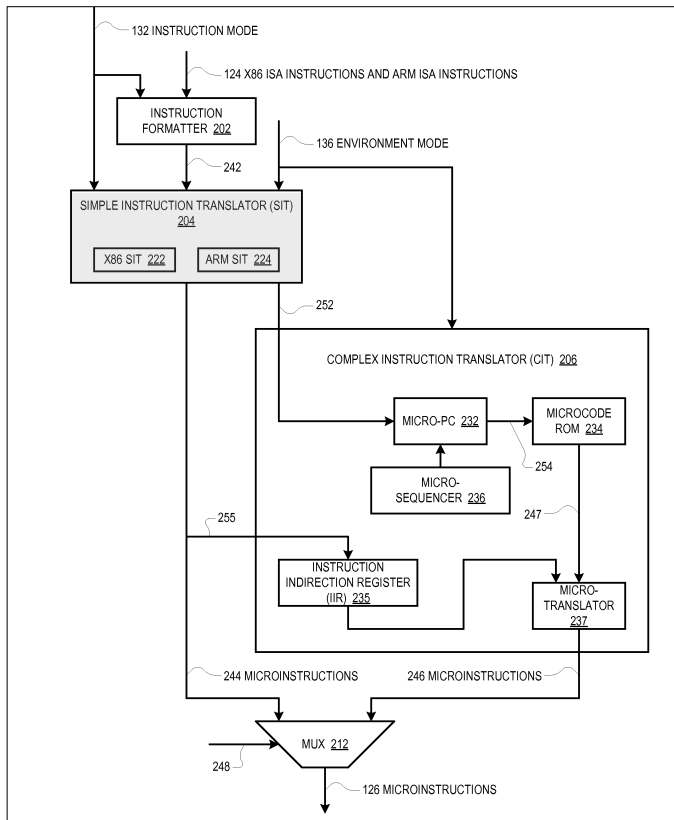 132 INSTRUCTION MODE
124 X86 ISA INSTRUCTIONS AND ARM ISA INSTRUCTIONS
INSTRUCTION
FORMATTER 202
136 ENVIRONMENT MODE
242
SIMPLE INSTRUCTION TRANSLATOR (SIT)
204
X86 SIT 222
ARM SIT 224
252
COMPLEX INSTRUCTION TRANSLATOR (CIT) 206
MICRO-PC 232
MICROCODE
ROM 234
254
MICRO-
SEQUENCER 236
247
255
INSTRUCTION
INDIRECTION REGISTER
(IIR) 235
MICRO-
TRANSLATOR
237
244 MICROINSTRUCTIONS
246 MICROINSTRUCTIONS
MUX 212
248
126 MICROINSTRUCTIONS